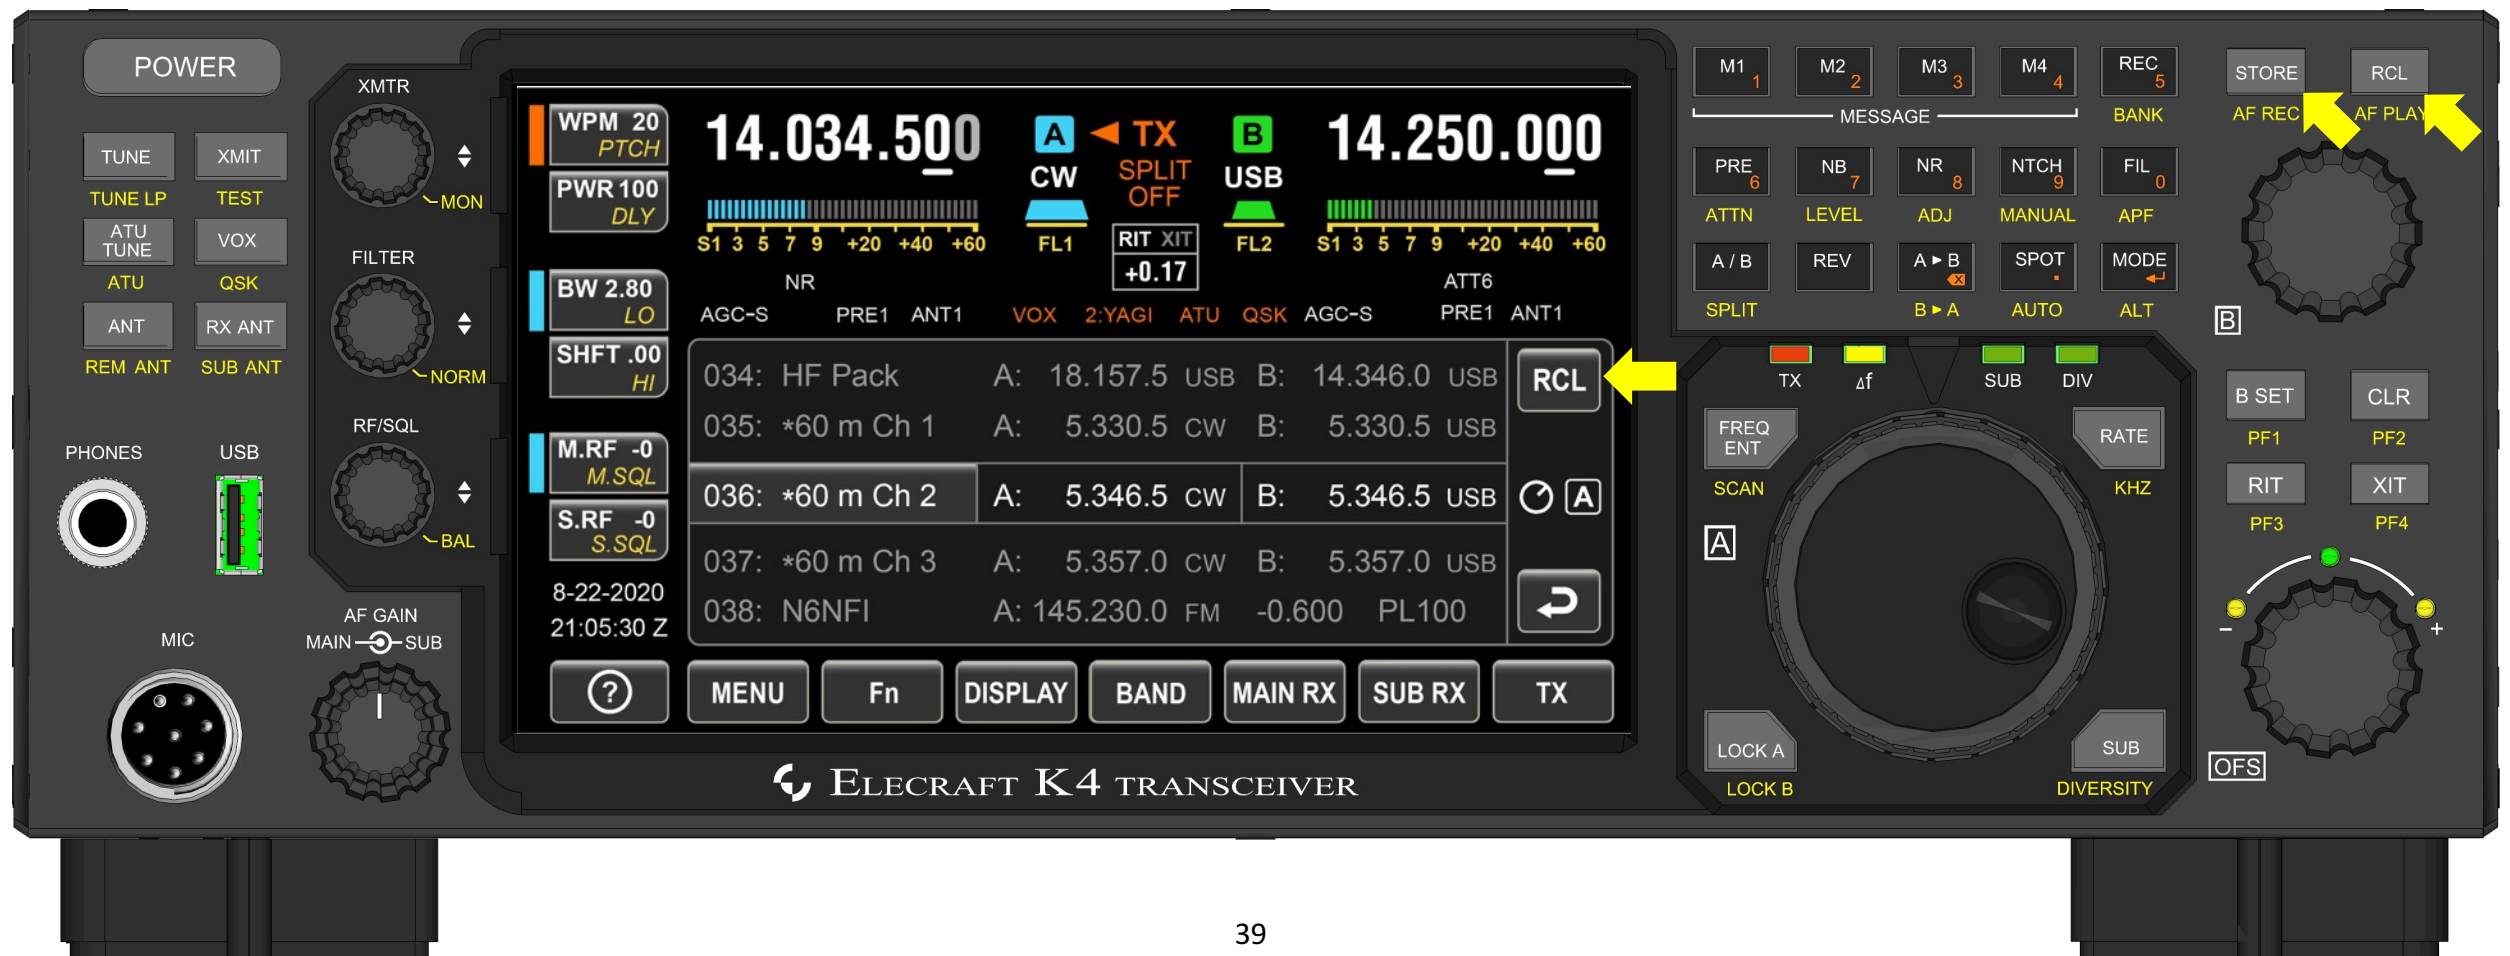 POWER
TUNE
XMIT
TUNE LP
TEST
ATU TUNE
VOX
ATU
QSK
ANT
RX ANT
REM ANT
SUB ANT
PHONES
USB
MIC
XMTR
MON
FILTER
NORM
RF/SQL
BAL
AF GAIN
MAIN
SUB
WPM 20
PTCH
PWR 100
DLY
BW 2.80
LO
SHFT .00
HI
M.RF -0
M.SQL
S.RF -0
S.SQL
8-22-2020
21:05:30 Z
14.034.500
A
TX
B
14.250.000
CW
SPLIT OFF
USB
S1 3 5 7 9 +20 +40 +60
FL1
RIT XIT
+0.17
FL2
S1 3 5 7 9 +20 +40 +60
NR
ATT6
AGC-S PRE1 ANT1
VOX 2:YAGI ATU QSK
AGC-S PRE1 ANT1
034: HF Pack A: 18.157.5 USB B: 14.346.0 USB
035: *60 m Ch 1 A: 5.330.5 CW B: 5.330.5 USB
036: *60 m Ch 2 A: 5.346.5 CW B: 5.346.5 USB
037: *60 m Ch 3 A: 5.357.0 CW B: 5.357.0 USB
038: N6NFI A: 145.230.0 FM -0.600 PL100
RCL
A
?
MENU
Fn
DISPLAY
BAND
MAIN RX
SUB RX
TX
ELECRAFT K4 TRANSCEIVER
M1 1
M2 2
M3 3
M4 4
REC 5
MESSAGE
BANK
PRE 6
NB 7
NR 8
NTCH 9
FIL 0
ATTN
LEVEL
ADJ
MANUAL
APF
A / B
REV
A ► B
SPOT .
MODE
SPLIT
B ► A
AUTO
ALT
TX
Δf
SUB
DIV
FREQ ENT
RATE
SCAN
KHZ
A
LOCK A
SUB
LOCK B
DIVERSITY
STORE
RCL
AF REC
AF PLAY
B
B SET
CLR
PF1
PF2
RIT
XIT
PF3
PF4
-
+
OFS
39